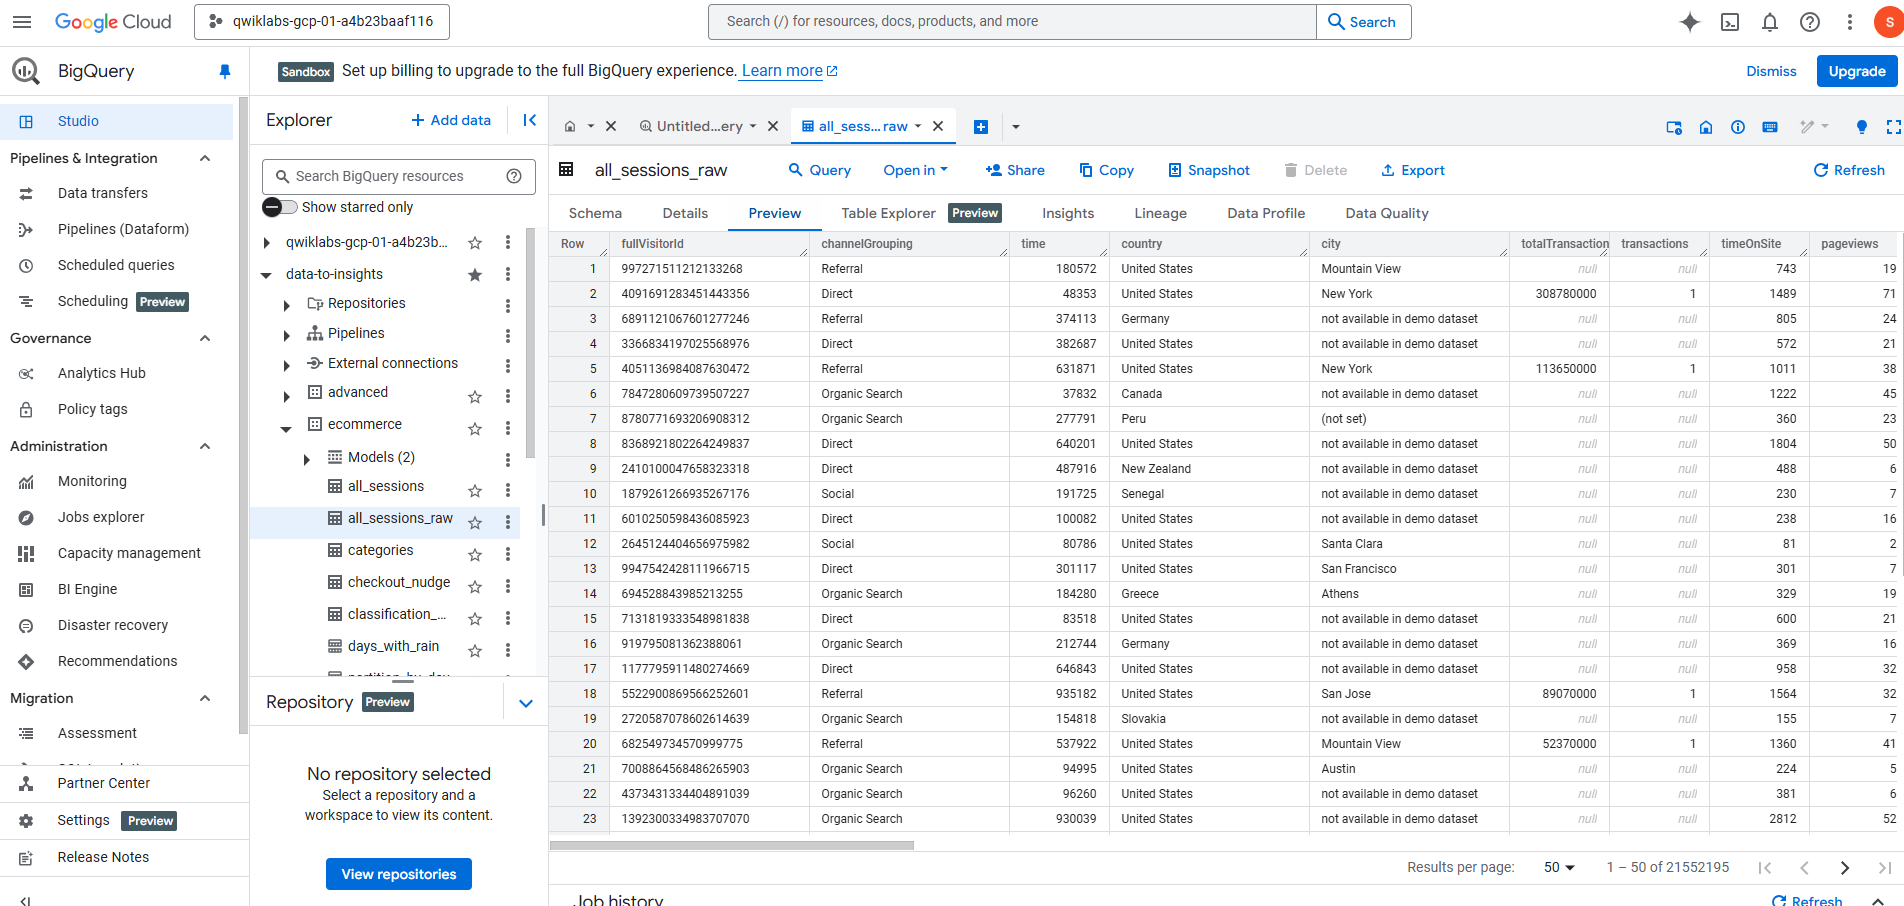 Google Cloud
qwiklabs-gcp-01-a4b23baaf116
Search (/) for resources, docs, products, and more
Search
S
BigQuery
Sandbox Set up billing to upgrade to the full BigQuery experience. Learn more
Dismiss
Upgrade
Studio
Pipelines & Integration
Data transfers
Pipelines (Dataform)
Scheduled queries
Scheduling Preview
Governance
Analytics Hub
Policy tags
Administration
Monitoring
Jobs explorer
Capacity management
BI Engine
Disaster recovery
Recommendations
Migration
Assessment
Partner Center
Settings Preview
Release Notes
Explorer
Add data
Search BigQuery resources
Show starred only
qwiklabs-gcp-01-a4b23b...
data-to-insights
Repositories
Pipelines
External connections
advanced
ecommerce
Models (2)
all_sessions
all_sessions_raw
categories
checkout_nudge
classification_...
days_with_rain
Repository Preview
No repository selected
Select a repository and a
workspace to view its content.
View repositories
Untitled...ery
all_sess... raw
all_sessions_raw
Query
Open in
Share
Copy
Snapshot
Delete
Export
Refresh
Schema Details Preview Table Explorer Preview Insights Lineage Data Profile Data Quality
Row fullVisitorId channelGrouping time country city totalTransaction transactions timeOnSite pageviews
1 997271511212133268 Referral 180572 United States Mountain View null null 743 19
2 4091691283451443356 Direct 48353 United States New York 308780000 1 1489 71
3 6891121067601277246 Referral 374113 Germany not available in demo dataset null null 805 24
4 3366834197025568976 Direct 382687 United States not available in demo dataset null null 572 21
5 4051136984087630472 Referral 631871 United States New York 113650000 1 1011 38
6 7847280609739507227 Organic Search 37832 Canada not available in demo dataset null null 1222 45
7 8780771693206908312 Organic Search 277791 Peru (not set) null null 360 23
8 8368921802264249837 Direct 640201 United States not available in demo dataset null null 1804 50
9 2410100047658323318 Direct 487916 New Zealand not available in demo dataset null null 488 6
10 1879261266935267176 Social 191725 Senegal not available in demo dataset null null 230 7
11 6010250598436085923 Direct 100082 United States not available in demo dataset null null 238 16
12 2645124404656975982 Social 80786 United States Santa Clara null null 81 2
13 9947542428111966715 Direct 301117 United States San Francisco null null 301 7
14 694528843985213255 Organic Search 184280 Greece Athens null null 329 19
15 7131819333548981838 Direct 83518 United States not available in demo dataset null null 600 21
16 919795081362388061 Organic Search 212744 Germany not available in demo dataset null null 369 16
17 1177795911480274669 Direct 646843 United States not available in demo dataset null null 958 32
18 5522900869566252601 Referral 935182 United States San Jose 89070000 1 1564 32
19 2720587078602614639 Organic Search 154818 Slovakia not available in demo dataset null null 155 7
20 682549734570999775 Referral 537922 United States Mountain View 52370000 1 1360 41
21 7008864568486265903 Organic Search 94995 United States Austin null null 224 5
22 4373431334404891039 Organic Search 96260 United States not available in demo dataset null null 381 6
23 1392300334983707070 Organic Search 930039 United States not available in demo dataset null null 2812 52
Results per page: 50 1 – 50 of 21552195
Job history
Refresh